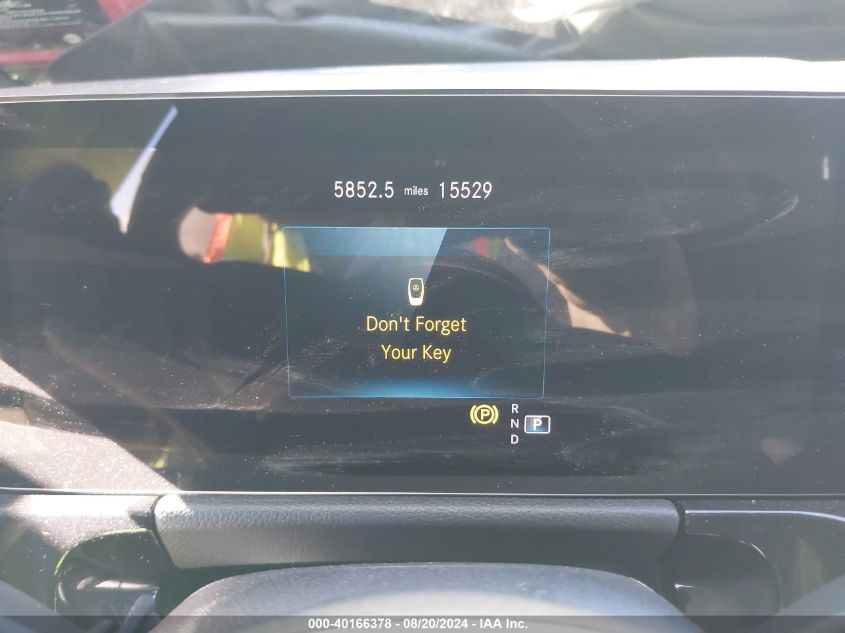 5852.5 miles 15529
Don't Forget
Your Key
(P) R
N P
D
000-40166378 - 08/20/2024 - IAA Inc.